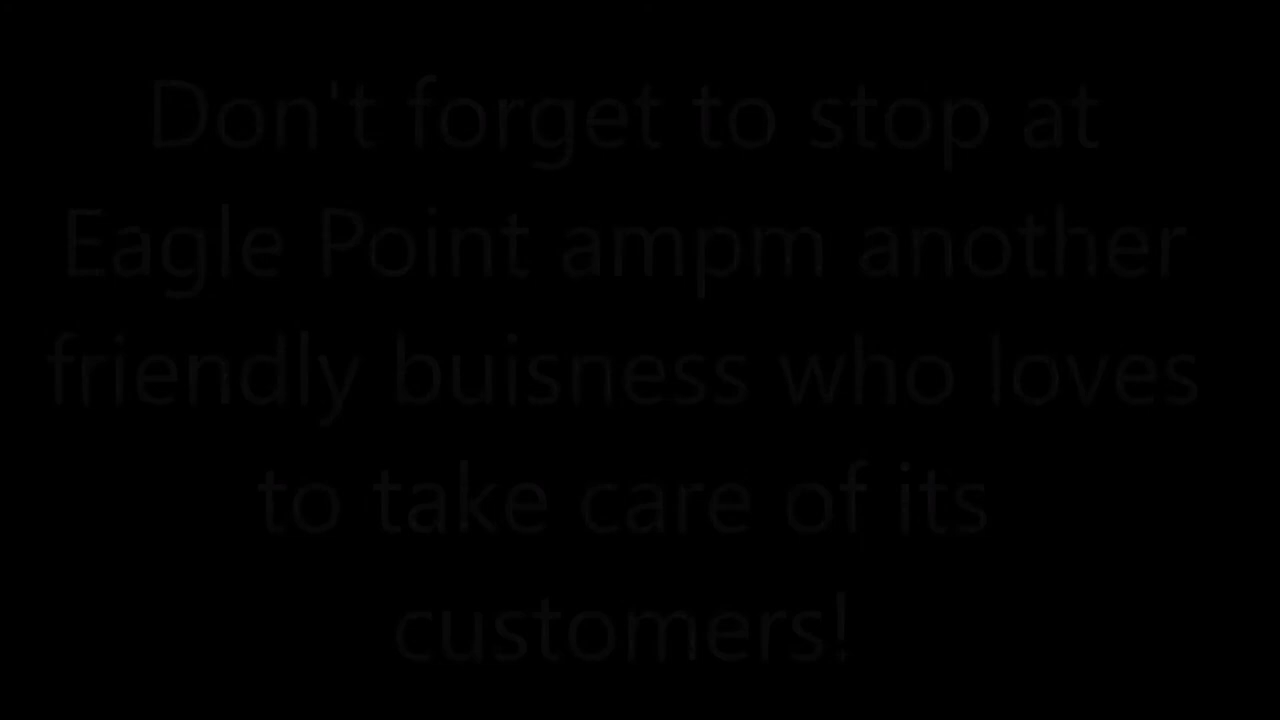 Don't forget to stop at
Eagle Point ampm another
friendly buisness who loves
to take care of its
customers!